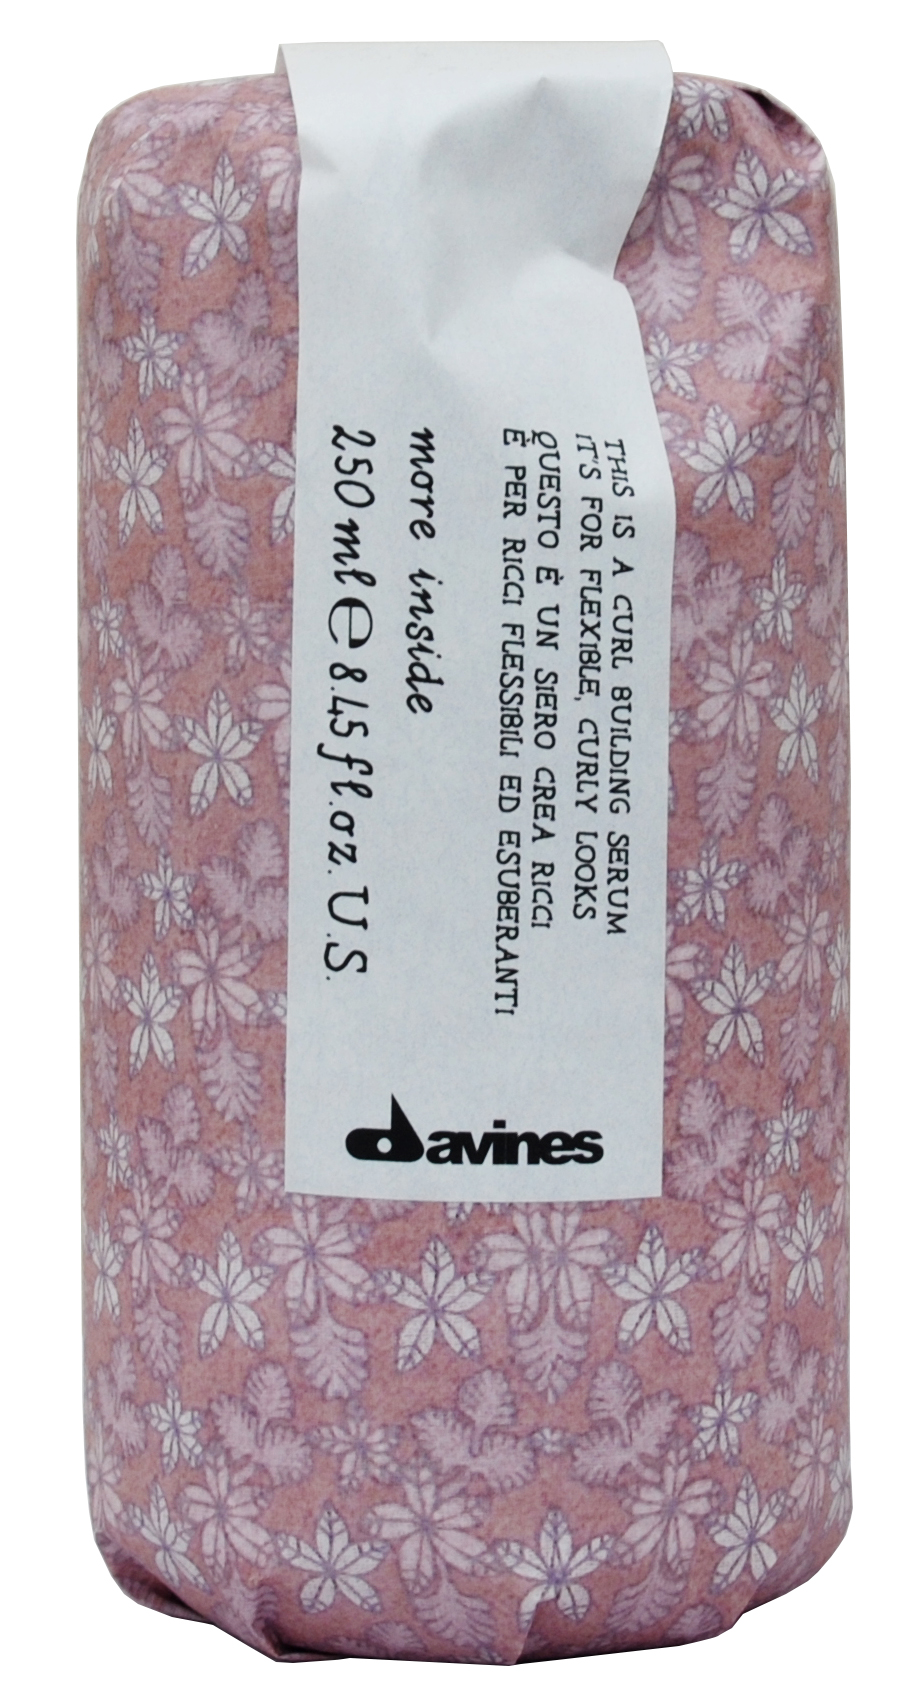 THIS IS A CURL BUILDING SERUM
IT'S FOR FLEXIBLE, CURLY LOOKS
QUESTO È UN SIERO CREA RICCI
È PER RICCI FLESSIBILI ED ESUBERANTI
more inside
250 ml ℮ 8.45 fl.oz. U.S.
davines